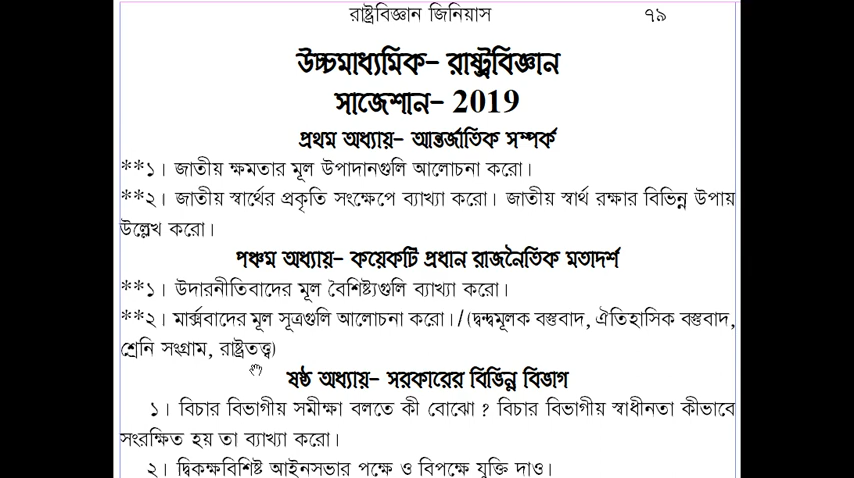 রাষ্ট্রবিজ্ঞান জিনিয়াস ৭৯
উচ্চমাধ্যমিক- রাষ্ট্রবিজ্ঞান
সাজেশান- 2019
প্রথম অধ্যায়- আন্তর্জাতিক সম্পর্ক
**১। জাতীয় ক্ষমতার মূল উপাদানগুলি আলোচনা করো।
**২। জাতীয় স্বার্থের প্রকৃতি সংক্ষেপে ব্যাখ্যা করো। জাতীয় স্বার্থ রক্ষার বিভিন্ন উপায়
উল্লেখ করো।
পঞ্চম অধ্যায়- কয়েকটি প্রধান রাজনৈতিক মতাদর্শ
**১। উদারনীতিবাদের মূল বৈশিষ্ট্যগুলি ব্যাখ্যা করো।
**২। মার্ক্সবাদের মূল সূত্রগুলি আলোচনা করো।/(দ্বন্দ্বমূলক বস্তুবাদ, ঐতিহাসিক বস্তুবাদ,
শ্রেনি সংগ্রাম, রাষ্ট্রতত্ত্ব)
ষষ্ঠ অধ্যায়- সরকারের বিভিন্ন বিভাগ
১। বিচার বিভাগীয় সমীক্ষা বলতে কী বোঝো ? বিচার বিভাগীয় স্বাধীনতা কীভাবে
সংরক্ষিত হয় তা ব্যাখ্যা করো।
২। দ্বিকক্ষবিশিষ্ট আইনসভার পক্ষে ও বিপক্ষে যুক্তি দাও।